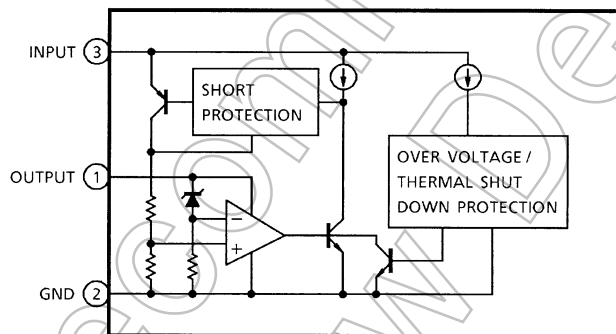 INPUT 3
SHORT
PROTECTION
OUTPUT 1
OVER VOLTAGE /
THERMAL SHUT
DOWN PROTECTION
−
+
GND 2